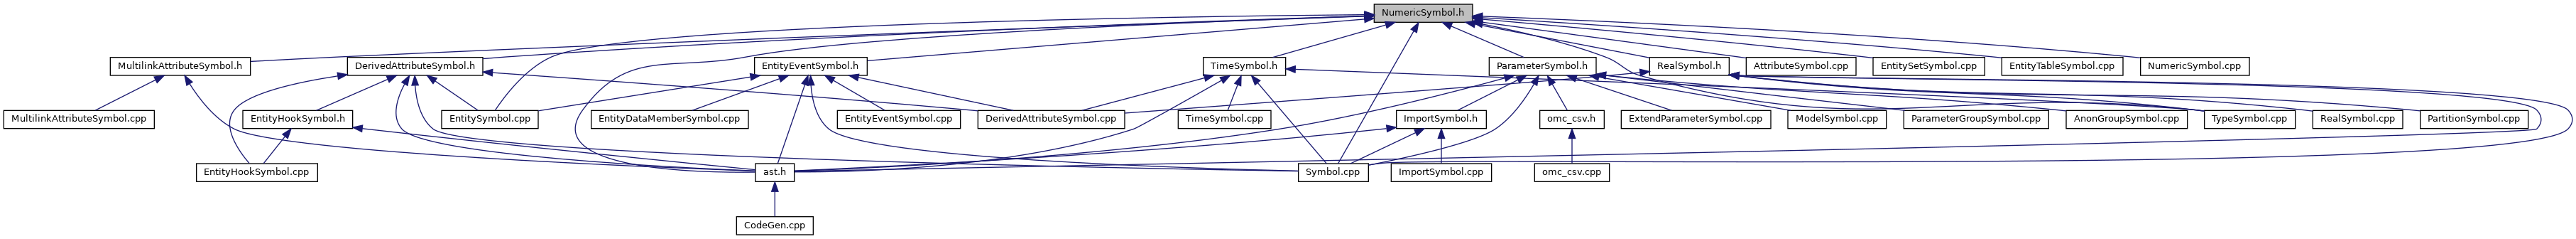 NumericSymbol.h
MultilinkAttributeSymbol.h
DerivedAttributeSymbol.h
EntityEventSymbol.h
TimeSymbol.h
ParameterSymbol.h
RealSymbol.h
AttributeSymbol.cpp
EntitySetSymbol.cpp
EntityTableSymbol.cpp
NumericSymbol.cpp
MultilinkAttributeSymbol.cpp
EntityHookSymbol.h
EntitySymbol.cpp
EntityDataMemberSymbol.cpp
EntityEventSymbol.cpp
DerivedAttributeSymbol.cpp
TimeSymbol.cpp
ImportSymbol.h
omc_csv.h
ExtendParameterSymbol.cpp
ModelSymbol.cpp
ParameterGroupSymbol.cpp
AnonGroupSymbol.cpp
TypeSymbol.cpp
RealSymbol.cpp
PartitionSymbol.cpp
EntityHookSymbol.cpp
ast.h
Symbol.cpp
ImportSymbol.cpp
omc_csv.cpp
CodeGen.cpp